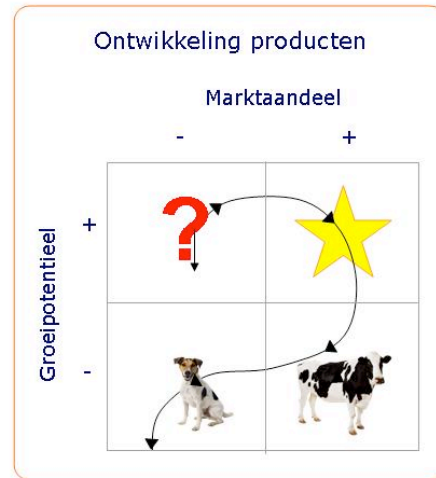 Ontwikkeling producten
Marktaandeel
- +
+
?
Groeipotentieel
-